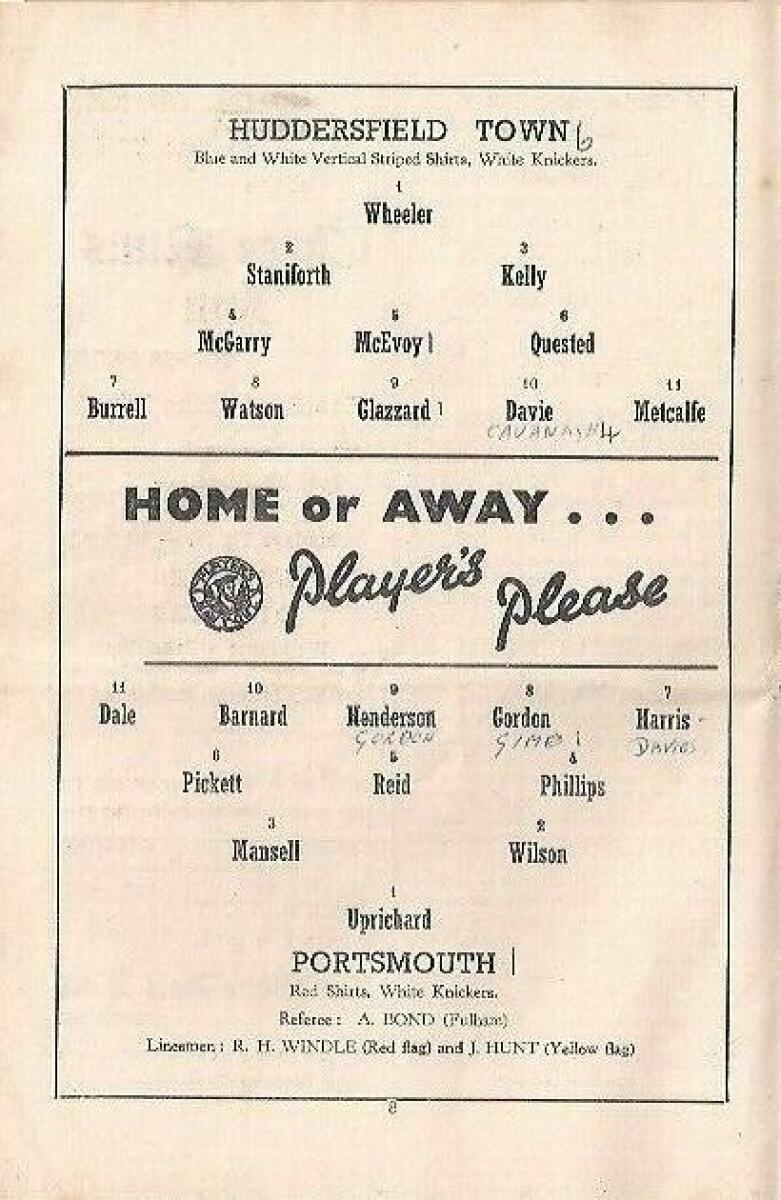 HUDDERSFIELD TOWN 6
Blue and White Vertical Striped Shirts, White Knickers.
1
Wheeler
2 3
Staniforth Kelly
4 5 6
McGarry McEvoy 1 Quested
7 8 9 10 11
Burrell Watson Glazzard 1 Davie Metcalfe
CAVANAGH 4
HOME or AWAY . . .
Player's Please
11 10 9 8 7
Dale Barnard Henderson Gordon Harris
GORDON 1 DAVIES
6 5 4
Pickett Reid Phillips
3 2
Mansell Wilson
1
Uprichard
PORTSMOUTH 1
Red Shirts, White Knickers.
Referee : A. BOND (Fulham)
Linesmen : R. H. WINDLE (Red flag) and J. HUNT (Yellow flag)
8